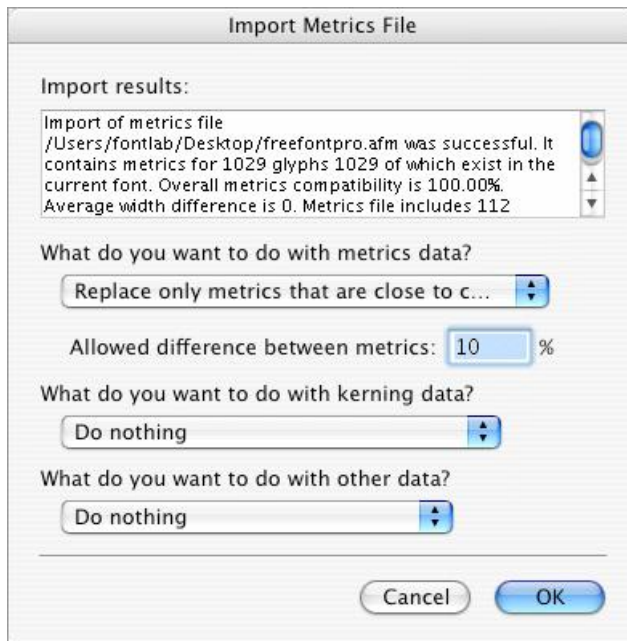 Import Metrics File
Import results:
Import of metrics file
/Users/fontlab/Desktop/freefontpro.afm was successful. It
contains metrics for 1029 glyphs 1029 of which exist in the
current font. Overall metrics compatibility is 100.00%.
Average width difference is 0. Metrics file includes 112
What do you want to do with metrics data?
Replace only metrics that are close to c...
Allowed difference between metrics: 10 %
What do you want to do with kerning data?
Do nothing
What do you want to do with other data?
Do nothing
Cancel OK